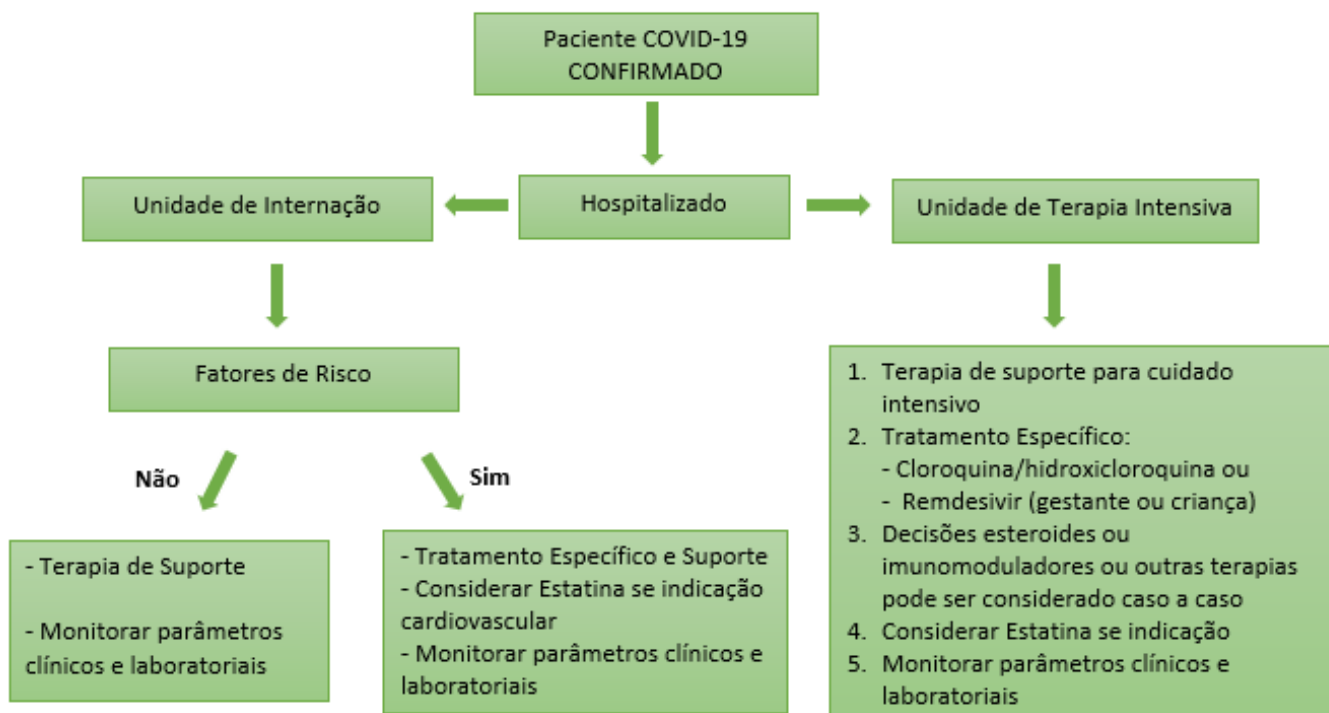 Paciente COVID-19
CONFIRMADO
Unidade de Internação
Hospitalizado
Unidade de Terapia Intensiva
Fatores de Risco
Não
Sim
- Terapia de Suporte
- Monitorar parâmetros
clínicos e laboratoriais
- Tratamento Específico e Suporte
- Considerar Estatina se indicação
cardiovascular
- Monitorar parâmetros clínicos e
laboratoriais
1. Terapia de suporte para cuidado
intensivo
2. Tratamento Específico:
- Cloroquina/hidroxicloroquina ou
- Remdesivir (gestante ou criança)
3. Decisões esteroides ou
imunomoduladores ou outras terapias
pode ser considerado caso a caso
4. Considerar Estatina se indicação
5. Monitorar parâmetros clínicos e
laboratoriais